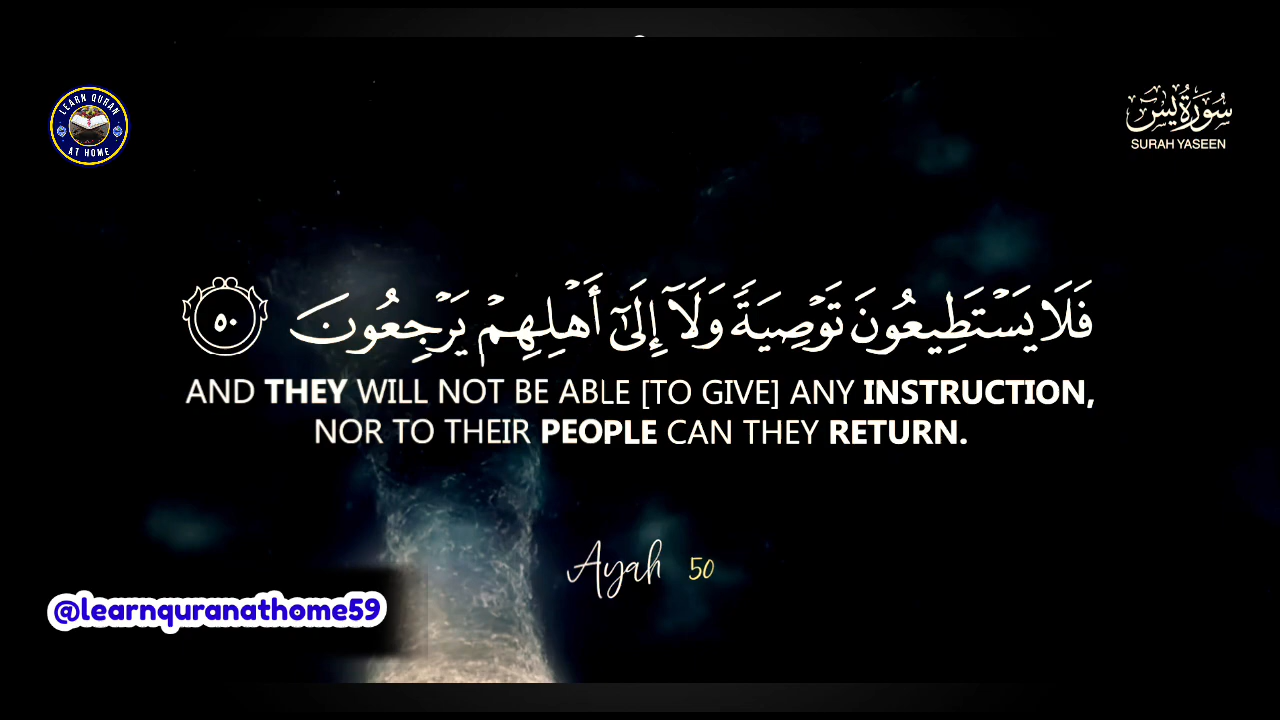 LEARN QURAN
AT HOME
سُورَةُ يسٓ
SURAH YASEEN
فَلَا يَسْتَطِيعُونَ تَوْصِيَةً وَلَآ إِلَىٰٓ أَهْلِهِمْ يَرْجِعُونَ ٥٠
AND THEY WILL NOT BE ABLE [TO GIVE] ANY INSTRUCTION,
NOR TO THEIR PEOPLE CAN THEY RETURN.
Ayah 50
@learnquranathome59